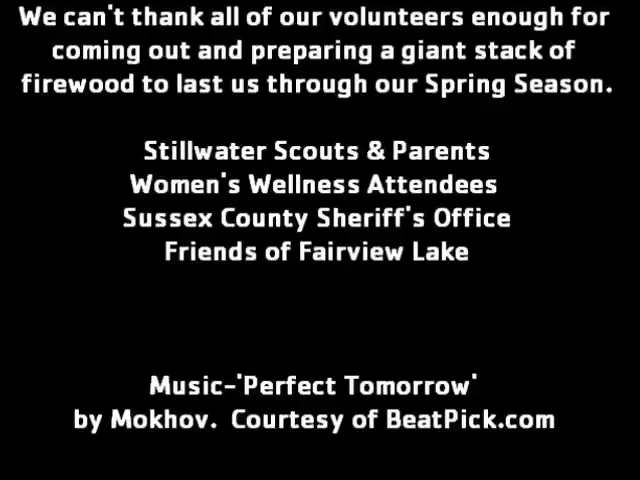 We can't thank all of our volunteers enough for
coming out and preparing a giant stack of
firewood to last us through our Spring Season.
Stillwater Scouts & Parents
Women's Wellness Attendees
Sussex County Sheriff's Office
Friends of Fairview Lake
Music-'Perfect Tomorrow'
by Mokhov.  Courtesy of BeatPick.com